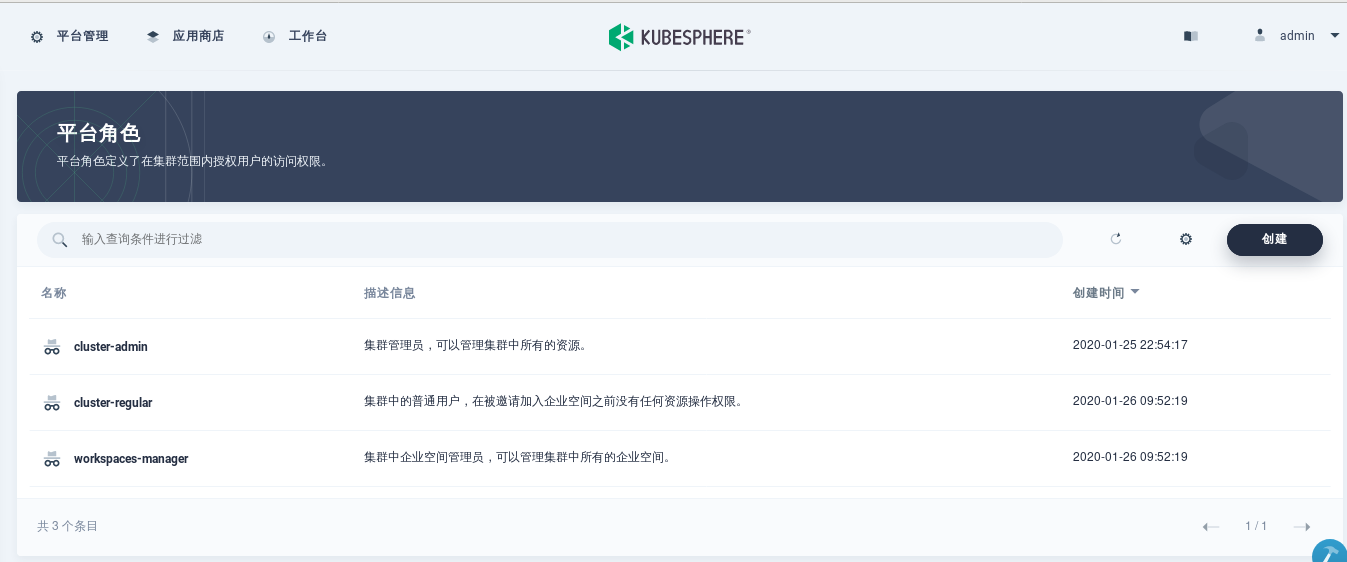 平台管理
应用商店
工作台
KUBESPHERE®
admin
平台角色
平台角色定义了在集群范围内授权用户的访问权限。
输入查询条件进行过滤
创建
名称 描述信息 创建时间
cluster-admin 集群管理员，可以管理集群中所有的资源。 2020-01-25 22:54:17
cluster-regular 集群中的普通用户，在被邀请加入企业空间之前没有任何资源操作权限。 2020-01-26 09:52:19
workspaces-manager 集群中企业空间管理员，可以管理集群中所有的企业空间。 2020-01-26 09:52:19
共 3 个条目
1 / 1